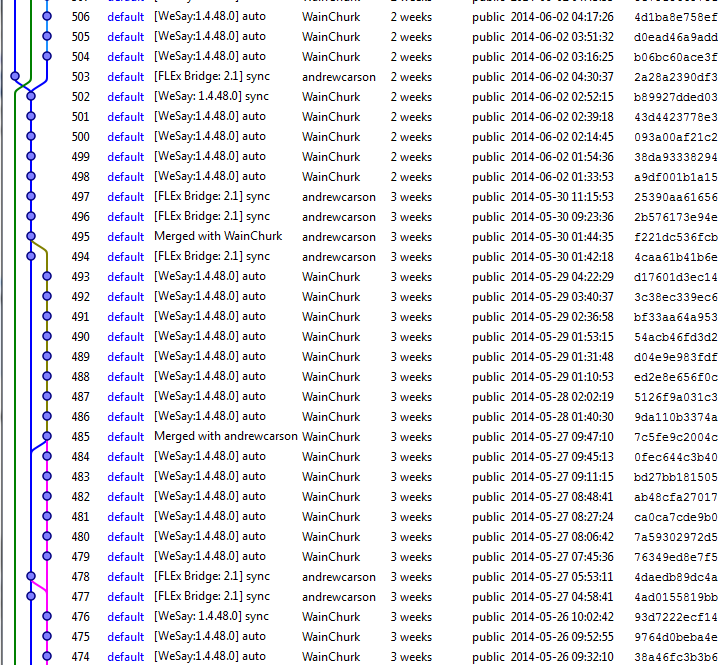 506 default [WeSay:1.4.48.0] auto WainChurk 2 weeks public 2014-06-02 04:17:26 4d1ba8e758ef
505 default [WeSay:1.4.48.0] auto WainChurk 2 weeks public 2014-06-02 03:51:32 d0ead46a9add
504 default [WeSay:1.4.48.0] auto WainChurk 2 weeks public 2014-06-02 03:16:25 b06bc60ace3f
503 default [FLEx Bridge: 2.1] sync andrewcarson 2 weeks public 2014-06-02 04:30:37 2a28a2390df3
502 default [WeSay: 1.4.48.0] sync WainChurk 2 weeks public 2014-06-02 02:52:15 b89927dded03
501 default [WeSay:1.4.48.0] auto WainChurk 2 weeks public 2014-06-02 02:39:18 43d4423778e3
500 default [WeSay:1.4.48.0] auto WainChurk 2 weeks public 2014-06-02 02:14:45 093a00af21c2
499 default [WeSay:1.4.48.0] auto WainChurk 2 weeks public 2014-06-02 01:54:36 38da93338294
498 default [WeSay:1.4.48.0] auto WainChurk 2 weeks public 2014-06-02 01:33:53 a9df001b1a15
497 default [FLEx Bridge: 2.1] sync andrewcarson 3 weeks public 2014-05-30 11:15:53 25390aa61656
496 default [FLEx Bridge: 2.1] sync andrewcarson 3 weeks public 2014-05-30 09:23:36 2b576173e94e
495 default Merged with WainChurk andrewcarson 3 weeks public 2014-05-30 01:44:35 f221dc536fcb
494 default [FLEx Bridge: 2.1] sync andrewcarson 3 weeks public 2014-05-30 01:42:18 4caa61b41b6e
493 default [WeSay:1.4.48.0] auto WainChurk 3 weeks public 2014-05-29 04:22:29 d17601d3ec14
492 default [WeSay:1.4.48.0] auto WainChurk 3 weeks public 2014-05-29 03:40:37 3c38ec339ec6
491 default [WeSay:1.4.48.0] auto WainChurk 3 weeks public 2014-05-29 02:36:58 bf33aa64a953
490 default [WeSay:1.4.48.0] auto WainChurk 3 weeks public 2014-05-29 01:53:15 54acb46fd3d2
489 default [WeSay:1.4.48.0] auto WainChurk 3 weeks public 2014-05-29 01:31:48 d04e9e983fdf
488 default [WeSay:1.4.48.0] auto WainChurk 3 weeks public 2014-05-29 01:10:53 ed2e8e656f0c
487 default [WeSay:1.4.48.0] auto WainChurk 3 weeks public 2014-05-28 02:02:19 5126f9a031c3
486 default [WeSay:1.4.48.0] auto WainChurk 3 weeks public 2014-05-28 01:40:30 9da110b3374a
485 default Merged with andrewcarson WainChurk 3 weeks public 2014-05-27 09:47:10 7c5fe9c2004c
484 default [WeSay:1.4.48.0] auto WainChurk 3 weeks public 2014-05-27 09:45:13 0fec644c3b40
483 default [WeSay:1.4.48.0] auto WainChurk 3 weeks public 2014-05-27 09:11:15 bd27bb181505
482 default [WeSay:1.4.48.0] auto WainChurk 3 weeks public 2014-05-27 08:48:41 ab48cfa27017
481 default [WeSay:1.4.48.0] auto WainChurk 3 weeks public 2014-05-27 08:27:24 ca0ca7cde9b0
480 default [WeSay:1.4.48.0] auto WainChurk 3 weeks public 2014-05-27 08:06:42 7a59302972d5
479 default [WeSay:1.4.48.0] auto WainChurk 3 weeks public 2014-05-27 07:45:36 76349ed8e7f5
478 default [FLEx Bridge: 2.1] sync andrewcarson 3 weeks public 2014-05-27 05:53:11 4daedb89dc4a
477 default [FLEx Bridge: 2.1] sync andrewcarson 3 weeks public 2014-05-27 04:58:41 4ad0155819bb
476 default [WeSay: 1.4.48.0] sync WainChurk 3 weeks public 2014-05-26 10:02:42 93d7222ecf14
475 default [WeSay:1.4.48.0] auto WainChurk 3 weeks public 2014-05-26 09:52:55 9764d0beba4e
474 default [WeSay:1.4.48.0] auto WainChurk 3 weeks public 2014-05-26 09:32:10 38a46fc3b3b6